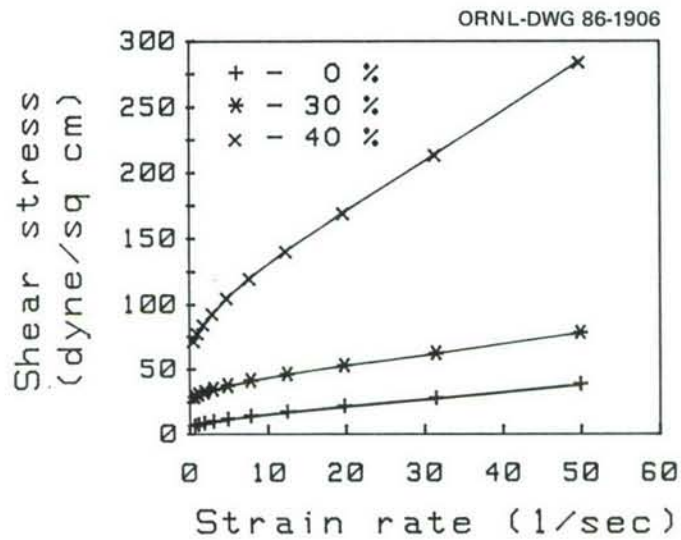 ORNL-DWG 86-1906
300
250
200
150
100
50
0
+ - 0 %
* - 30 %
× - 40 %
Shear stress
(dyne/sq cm)
0 10 20 30 40 50 60
Strain rate (1/sec)